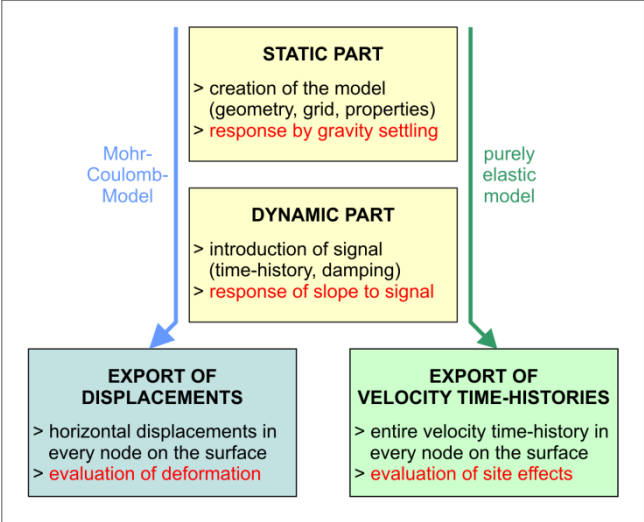 STATIC PART
> creation of the model
(geometry, grid, properties)
> response by gravity settling
Mohr-
Coulomb-
Model
purely
elastic
model
DYNAMIC PART
> introduction of signal
(time-history, damping)
> response of slope to signal
EXPORT OF
DISPLACEMENTS
> horizontal displacements in
every node on the surface
> evaluation of deformation
EXPORT OF
VELOCITY TIME-HISTORIES
> entire velocity time-history in
every node on the surface
> evaluation of site effects